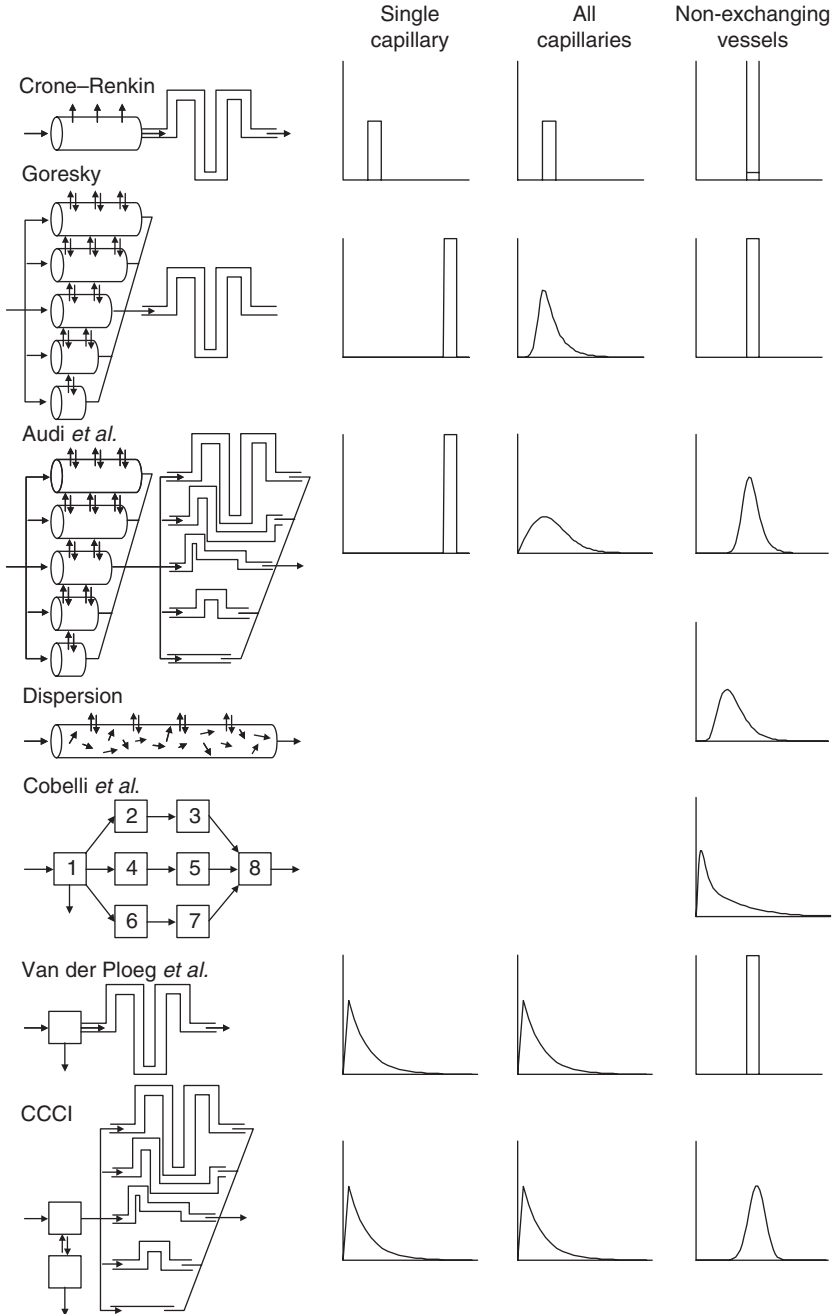 Single
capillary
All
capillaries
Non-exchanging
vessels
Crone–Renkin
Goresky
Audi et al.
Dispersion
Cobelli et al.
2 3
1 4 5 8
6 7
Van der Ploeg et al.
CCCI